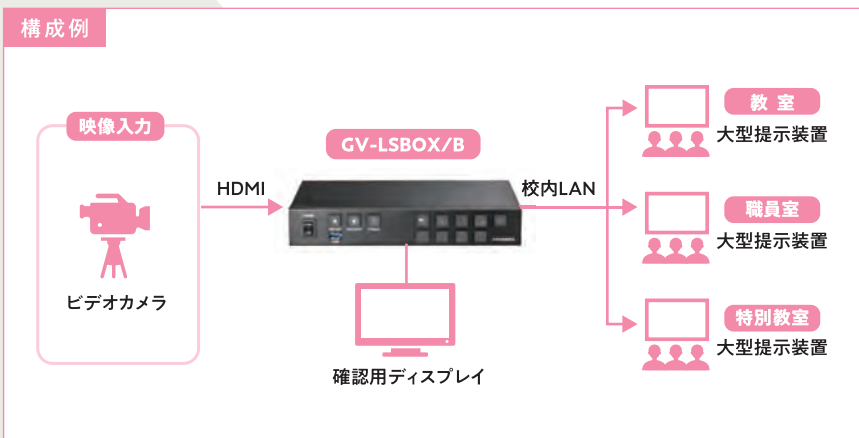 構成例
映像入力
ビデオカメラ
HDMI
GV-LSBOX/B
確認用ディスプレイ
校内LAN
教室
大型提示装置
職員室
大型提示装置
特別教室
大型提示装置